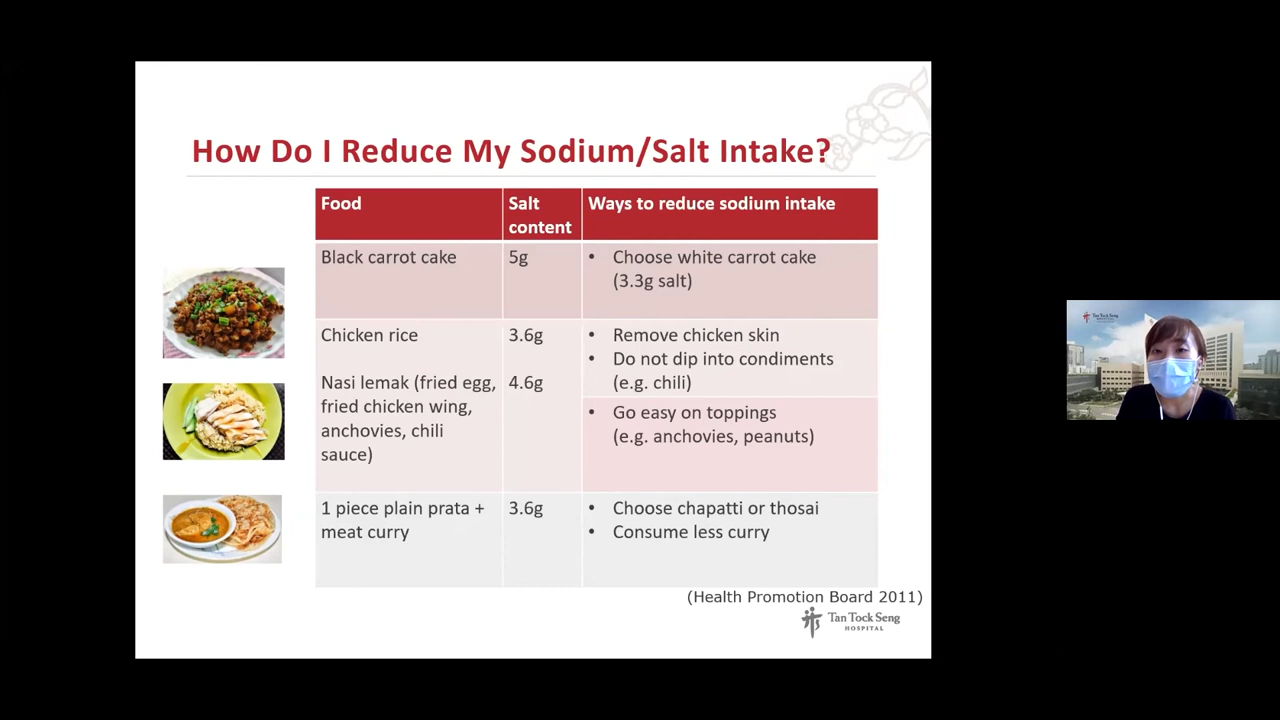 How Do I Reduce My Sodium/Salt Intake?
Food
Salt
content
Ways to reduce sodium intake
Black carrot cake
5g
• Choose white carrot cake
(3.3g salt)
Chicken rice
3.6g
• Remove chicken skin
• Do not dip into condiments
(e.g. chili)
Nasi lemak (fried egg,
fried chicken wing,
anchovies, chili
sauce)
4.6g
• Go easy on toppings
(e.g. anchovies, peanuts)
1 piece plain prata +
meat curry
3.6g
• Choose chapatti or thosai
• Consume less curry
(Health Promotion Board 2011)
Tan Tock Seng
HOSPITAL
Tan Tock Seng